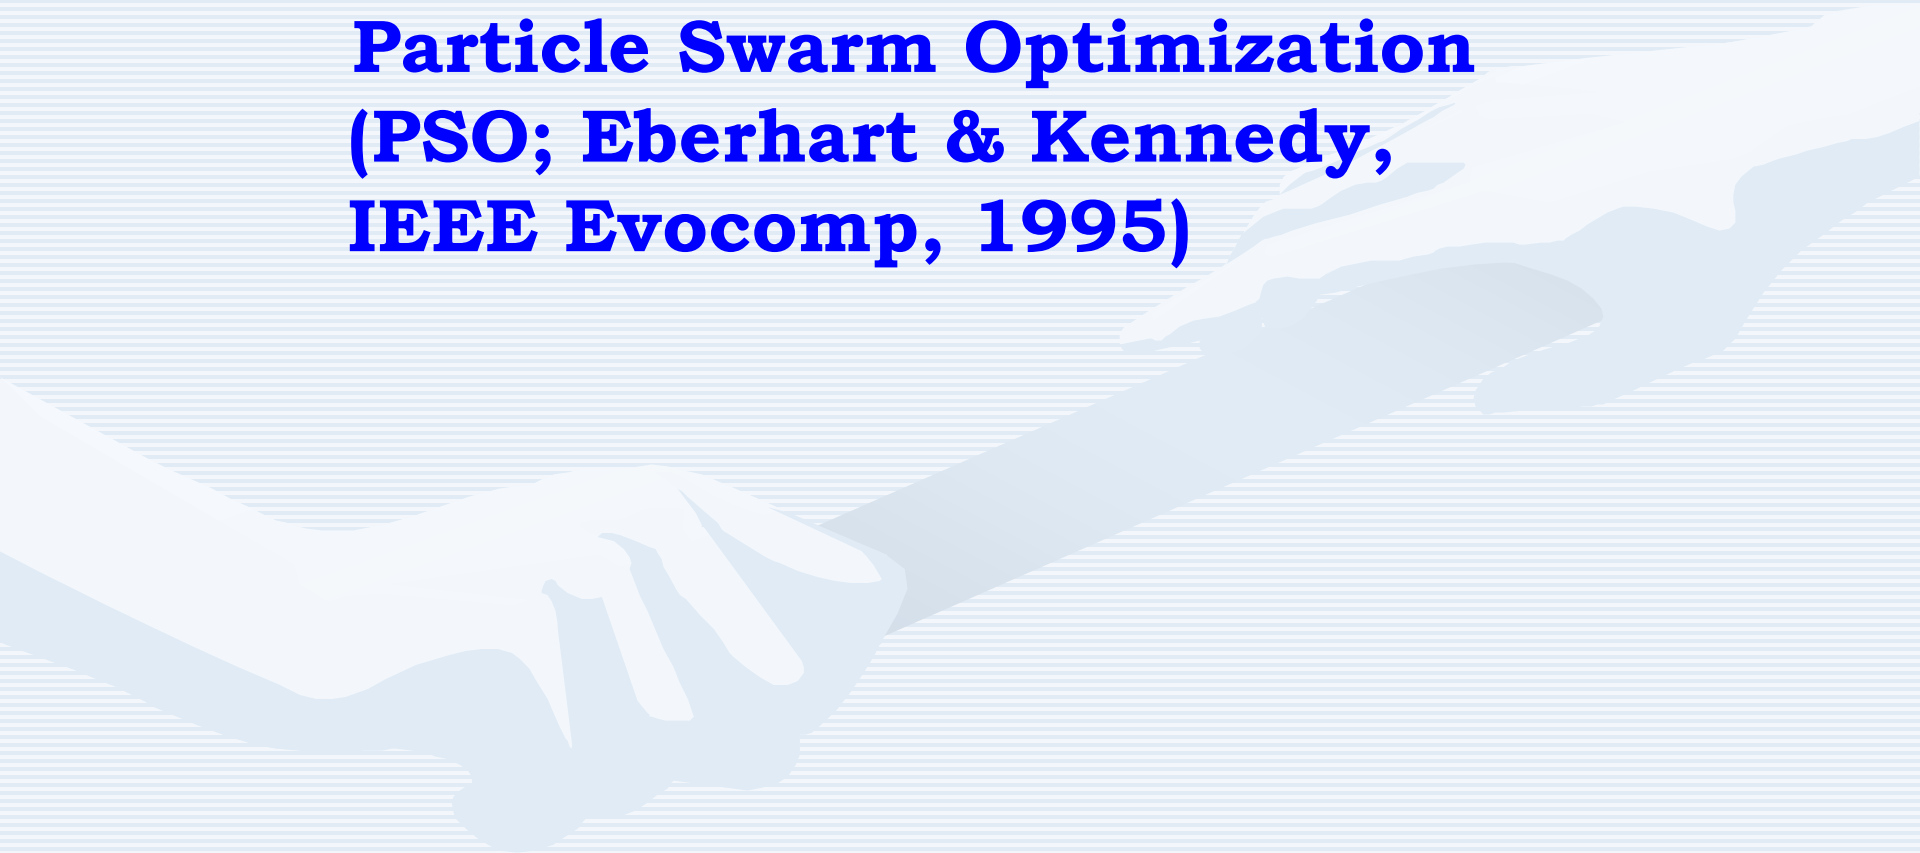 Particle Swarm Optimization
(PSO; Eberhart & Kennedy,
IEEE Evocomp, 1995)